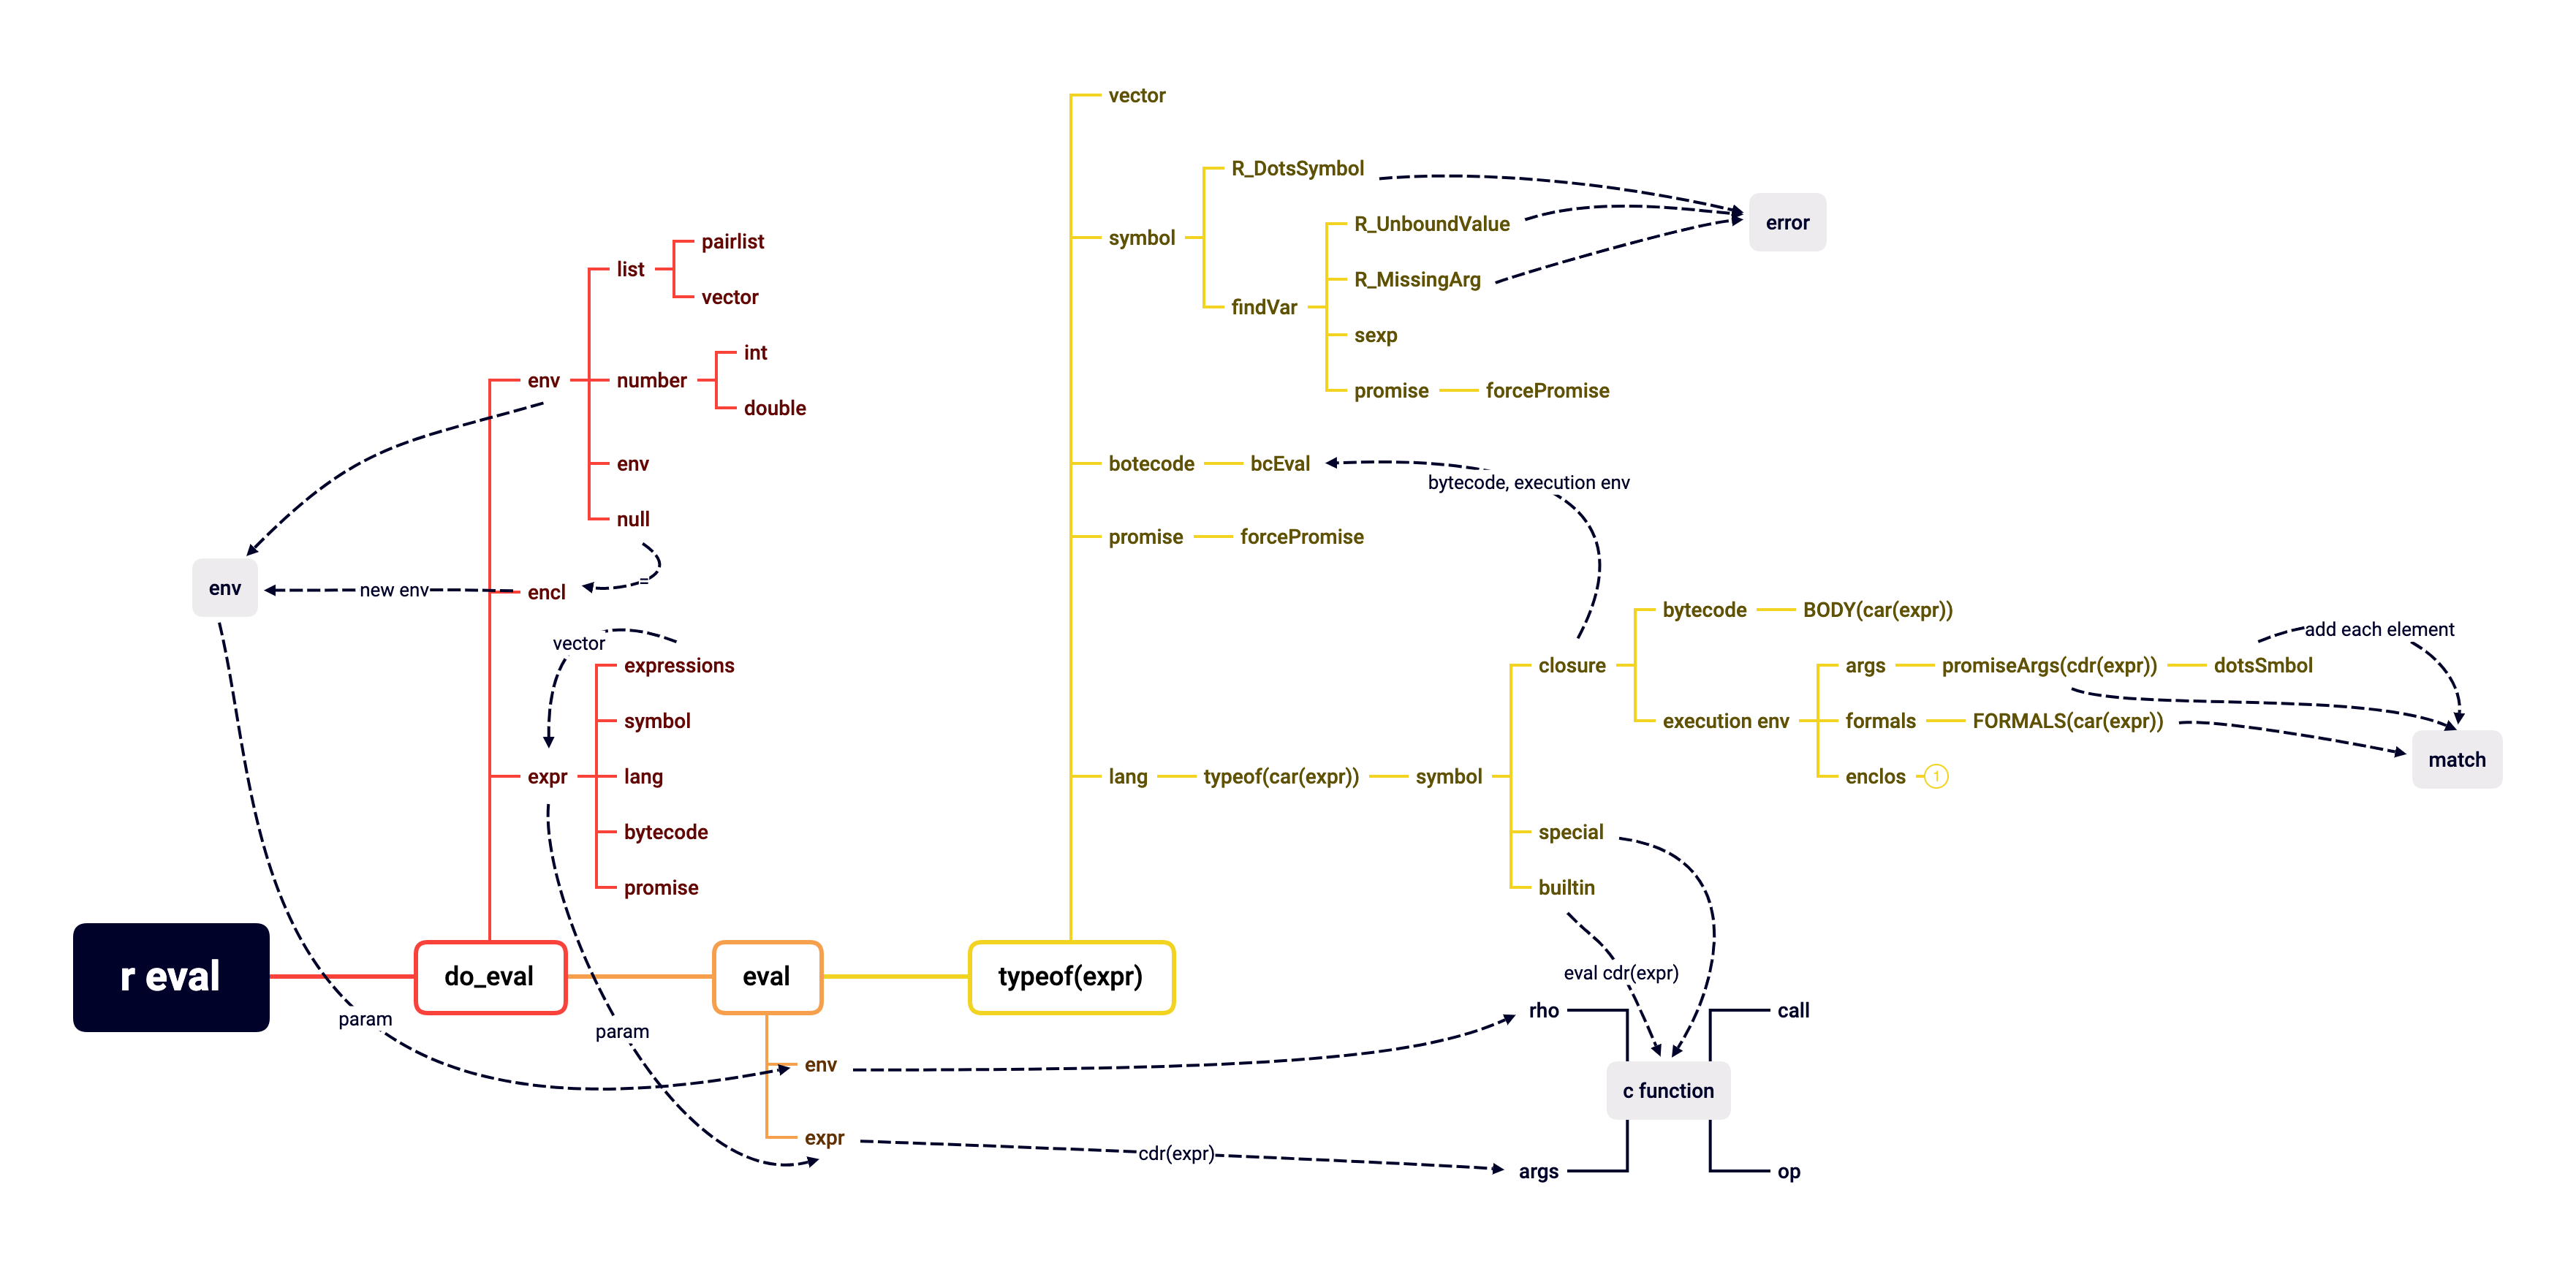 vector
R_DotsSymbol
error
R_UnboundValue
symbol
pairlist
list
R_MissingArg
vector
findVar
sexp
int
env
number
promise
forcePromise
double
env
botecode
bcEval
bytecode, execution env
null
promise
forcePromise
=
env
new env
encl
bytecode
BODY(car(expr))
add each element
vector
expressions
closure
args
promiseArgs(cdr(expr))
dotsSmbol
symbol
execution env
formals
FORMALS(car(expr))
match
expr
lang
lang
typeof(car(expr))
symbol
enclos
1
bytecode
special
promise
builtin
r eval
do_eval
eval
typeof(expr)
eval cdr(expr)
param
rho
call
param
env
c function
expr
cdr(expr)
args
op